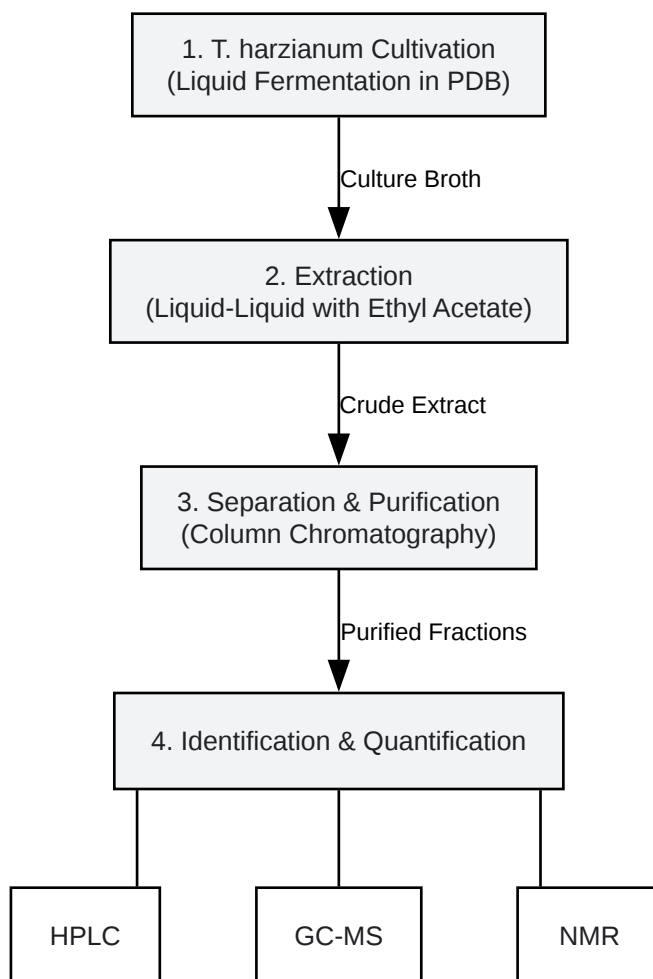 1. T. harzianum Cultivation
(Liquid Fermentation in PDB)
Culture Broth
2. Extraction
(Liquid-Liquid with Ethyl Acetate)
Crude Extract
3. Separation & Purification
(Column Chromatography)
Purified Fractions
4. Identification & Quantification
HPLC
GC-MS
NMR